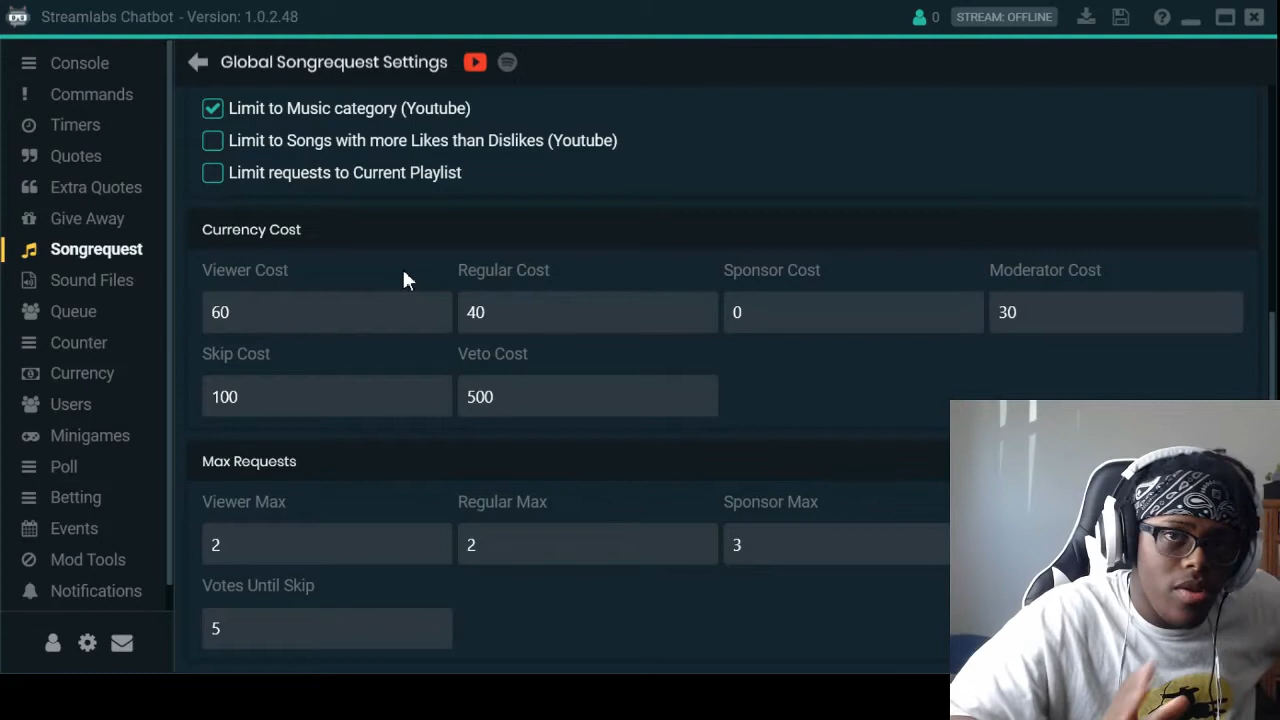 Streamlabs Chatbot - Version: 1.0.2.48
0
STREAM: OFFLINE
Console
Commands
Timers
Quotes
Extra Quotes
Give Away
Songrequest
Sound Files
Queue
Counter
Currency
Users
Minigames
Poll
Betting
Events
Mod Tools
Notifications
Global Songrequest Settings
Limit to Music category (Youtube)
Limit to Songs with more Likes than Dislikes (Youtube)
Limit requests to Current Playlist
Currency Cost
Viewer Cost Regular Cost Sponsor Cost Moderator Cost
60 40 0 30
Skip Cost Veto Cost
100 500
Max Requests
Viewer Max Regular Max Sponsor Max
2 2 3
Votes Until Skip
5